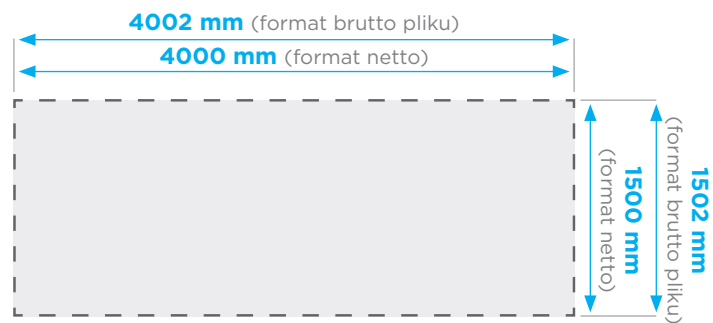 4002 mm (format brutto pliku)
4000 mm (format netto)
1500 mm
(format netto)
1502 mm
(format brutto pliku)